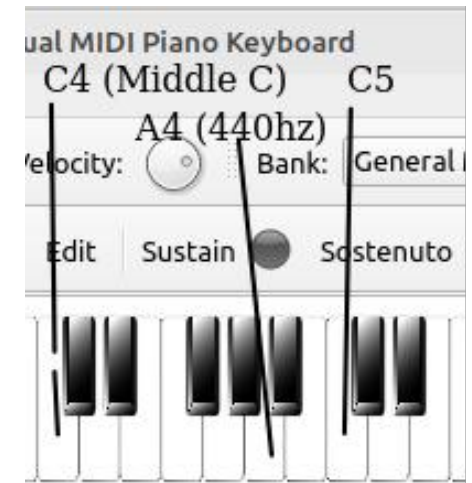 ual MIDI Piano Keyboard
C4 (Middle C) C5
A4 (440hz)
elocity: Bank: General
Edit Sustain Sostenuto